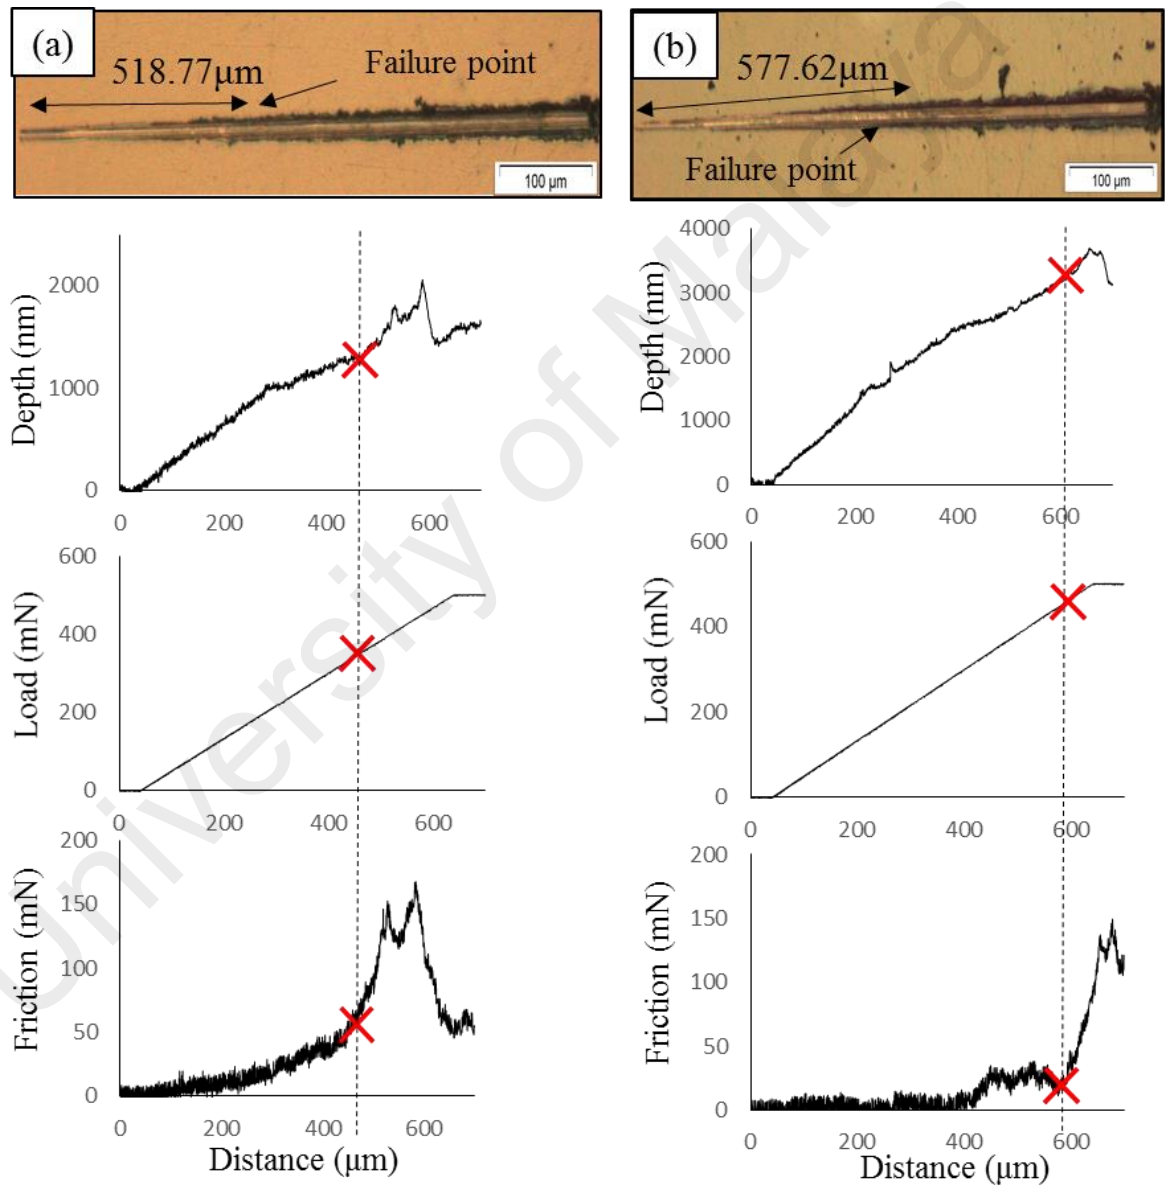 (a)
518.77µm
Failure point
100 µm
(b)
577.62µm
Failure point
100 µm
Depth (nm)
2000
1000
0
0 200 400 600
Depth (nm)
4000
3000
2000
1000
0
0 200 400 600
Load (mN)
600
400
200
0
0 200 400 600
Load (mN)
600
400
200
0
0 200 400 600
Friction (mN)
200
150
100
50
0
0 200 400 600
Distance (µm)
Friction (mN)
200
150
100
50
0
0 200 400 600
Distance (µm)
University of Malaya